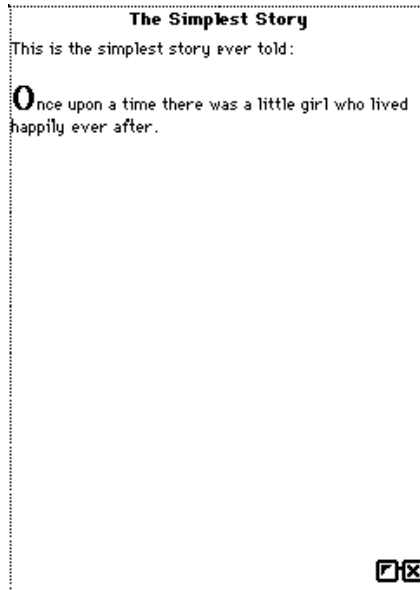 The Simplest Story
This is the simplest story ever told:
Once upon a time there was a little girl who lived
happily ever after.